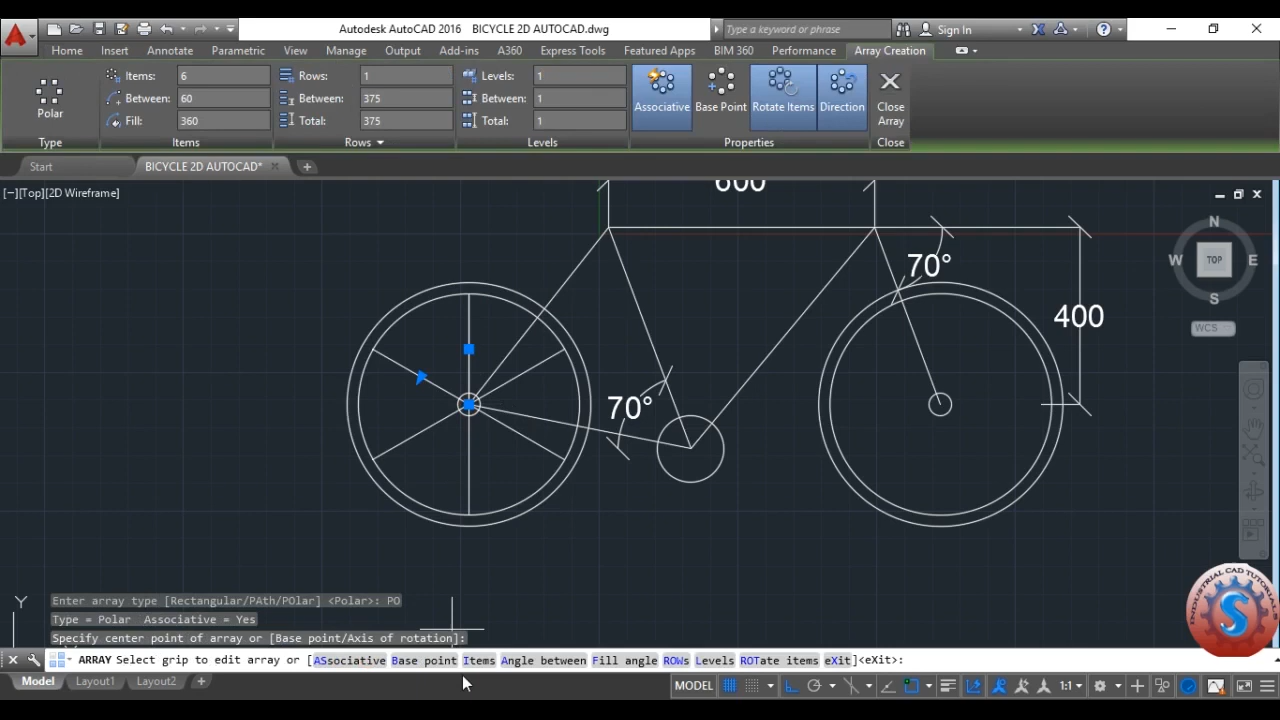 Autodesk AutoCAD 2016 BICYCLE 2D AUTOCAD.dwg
Type a keyword or phrase
Sign In
Home Insert Annotate Parametric View Manage Output Add-ins A360 Express Tools Featured Apps BIM 360 Performance Array Creation
Items: 6 Rows: 1 Levels: 1
Between: 60 Between: 375 Between: 1
Fill: 360 Total: 375 Total: 1
Polar Associative Base Point Rotate Items Direction Close Array
Type Items Rows Levels Properties Close
Start BICYCLE 2D AUTOCAD*
[−][Top][2D Wireframe]
600
N
W TOP E
S
WCS
70°
400
70°
INDUSTRIAL CAD TUTORIALS
S
Y
Enter array type [Rectangular/PAth/POlar] <Polar>: PO
Type = Polar Associative = Yes
Specify center point of array or [Base point/Axis of rotation]:
ARRAY Select grip to edit array or [ASsociative Base point Items Angle between Fill angle ROWs Levels ROTate items eXit]<eXit>:
Model Layout1 Layout2
MODEL 1:1